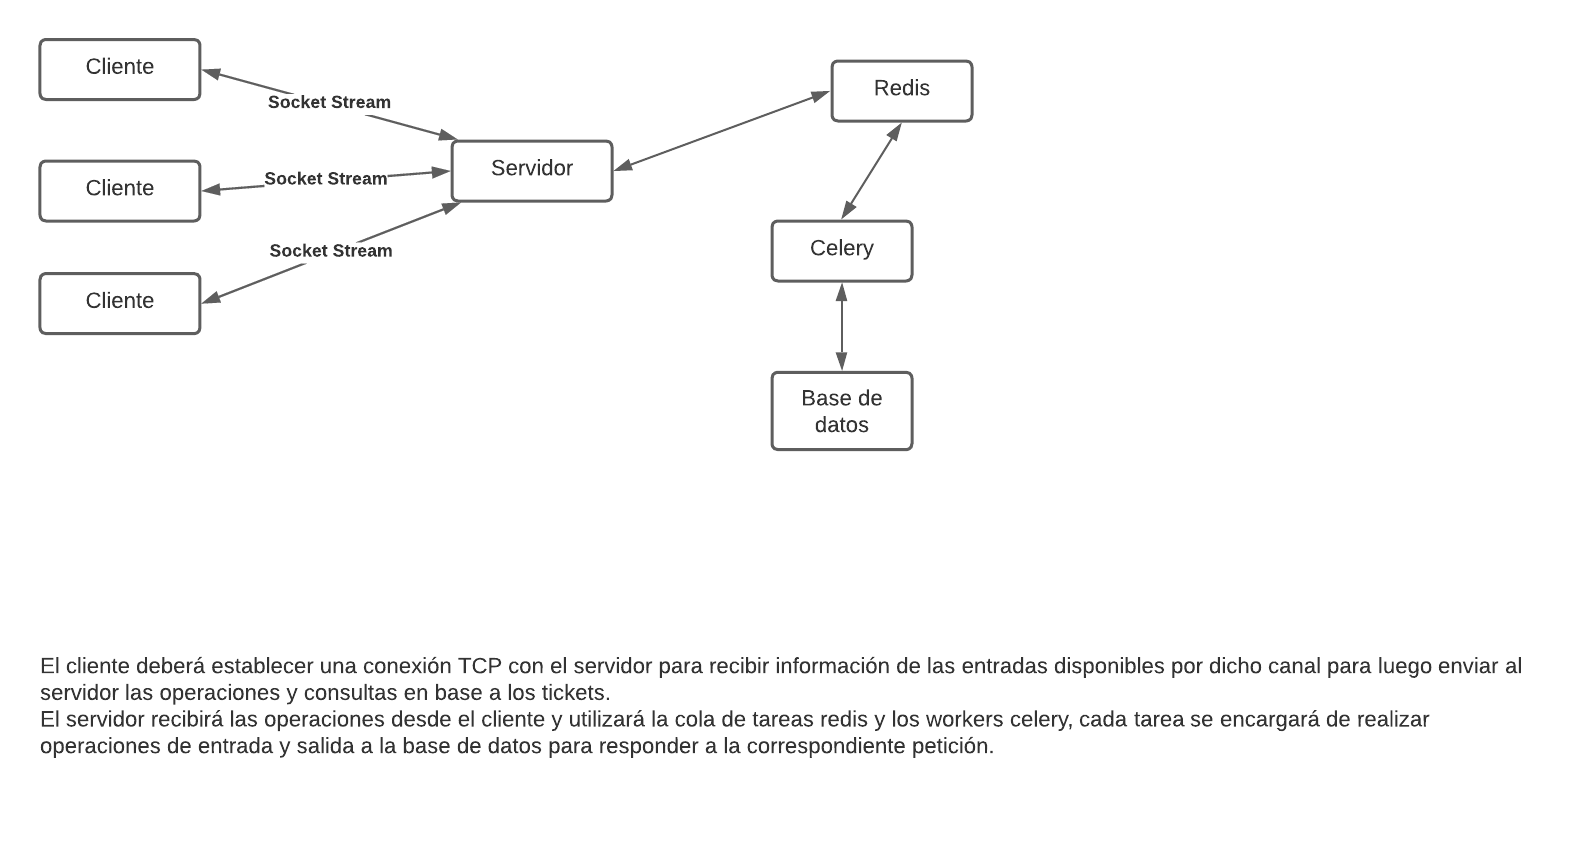 Cliente
Socket Stream
Redis
Servidor
Cliente
Socket Stream
Celery
Socket Stream
Cliente
Base de
datos
El cliente deberá establecer una conexión TCP con el servidor para recibir información de las entradas disponibles por dicho canal para luego enviar al
servidor las operaciones y consultas en base a los tickets.
El servidor recibirá las operaciones desde el cliente y utilizará la cola de tareas redis y los workers celery, cada tarea se encargará de realizar
operaciones de entrada y salida a la base de datos para responder a la correspondiente petición.